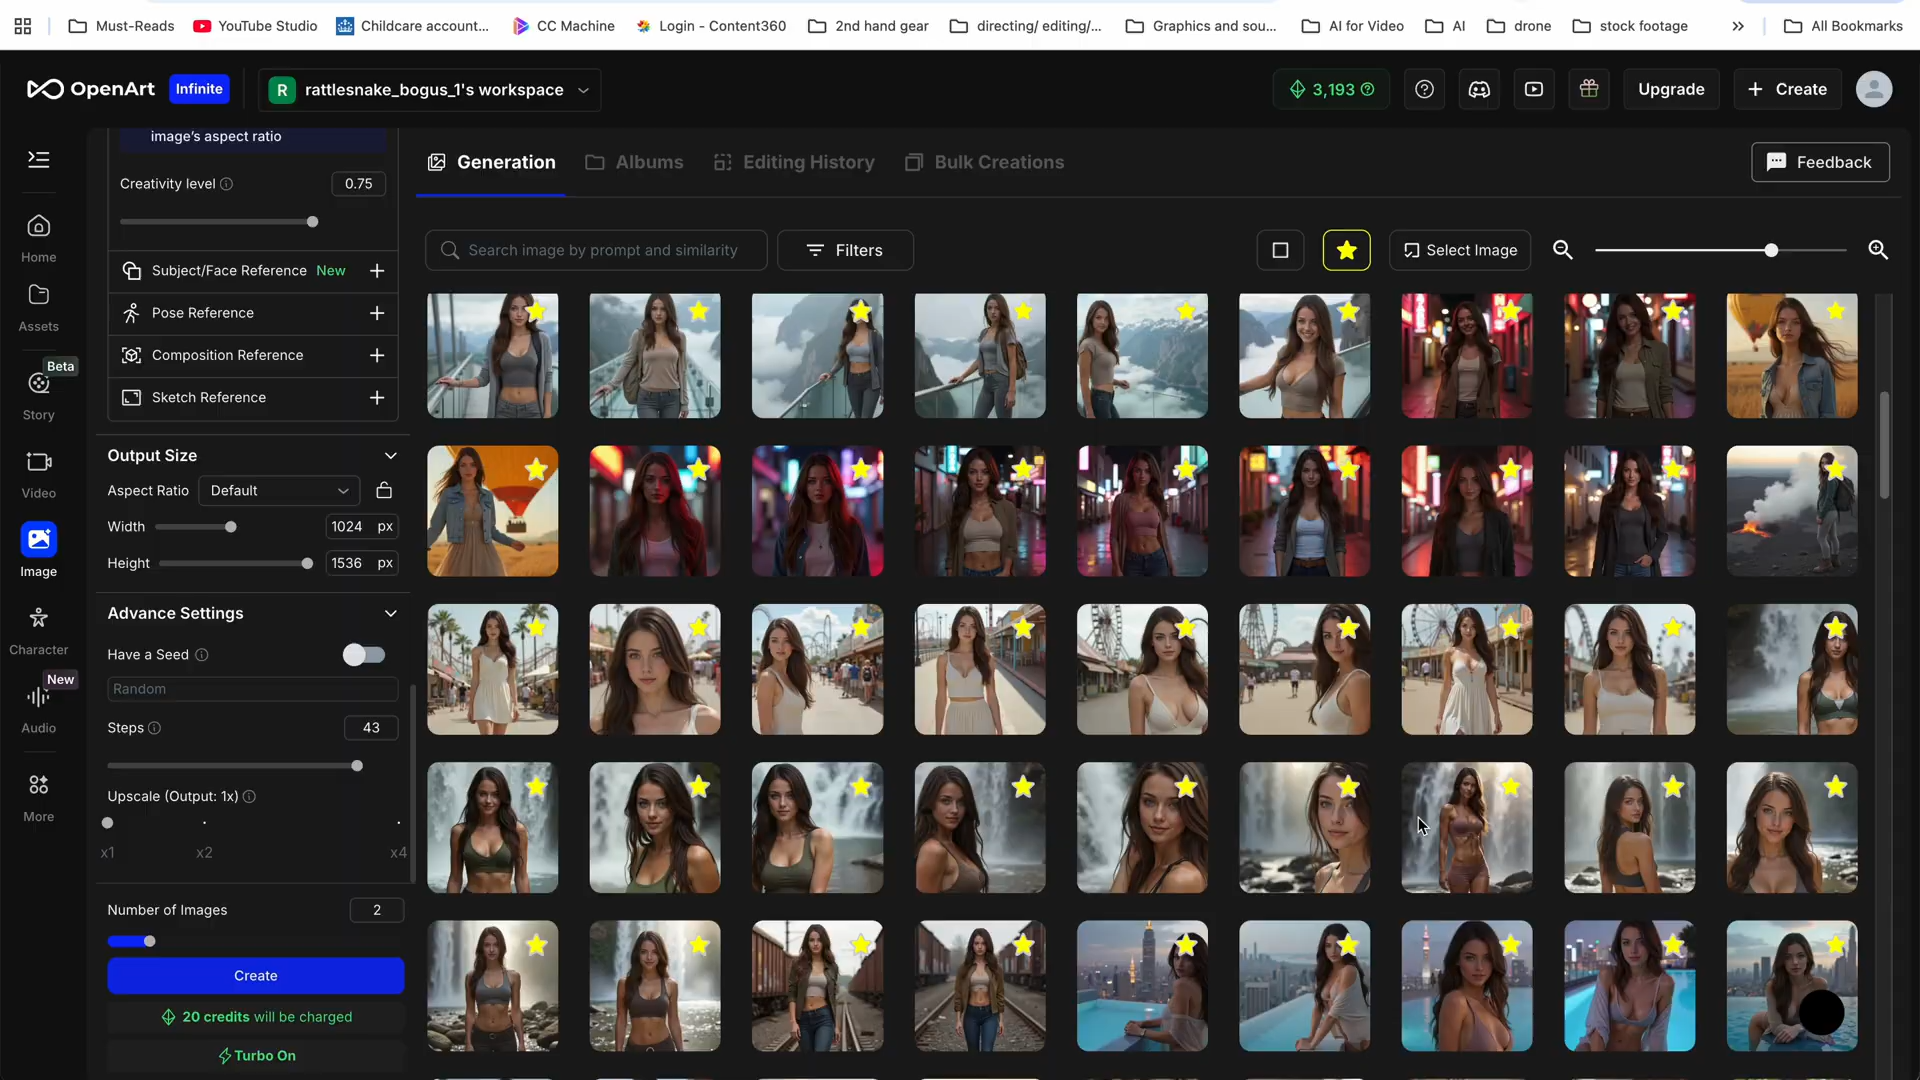 Must-Reads
YouTube Studio
Childcare account...
CC Machine
Login - Content360
2nd hand gear
directing/ editing/...
Graphics and sou...
AI for Video
AI
drone
stock footage
»
All Bookmarks
OpenArt
Infinite
R
rattlesnake_bogus_1's workspace
3,193
Upgrade
+ Create
image's aspect ratio
Creativity level
0.75
Subject/Face Reference New
Pose Reference
Composition Reference
Sketch Reference
Output Size
Aspect Ratio
Default
Width
1024 px
Height
1536 px
Advance Settings
Have a Seed
Random
Steps
43
Upscale (Output: 1x)
x1
x2
x4
Number of Images
2
Create
20 credits will be charged
Turbo On
Home
Assets
Beta
Story
Video
Image
Character
New
Audio
More
Generation
Albums
Editing History
Bulk Creations
Feedback
Search image by prompt and similarity
Filters
Select Image